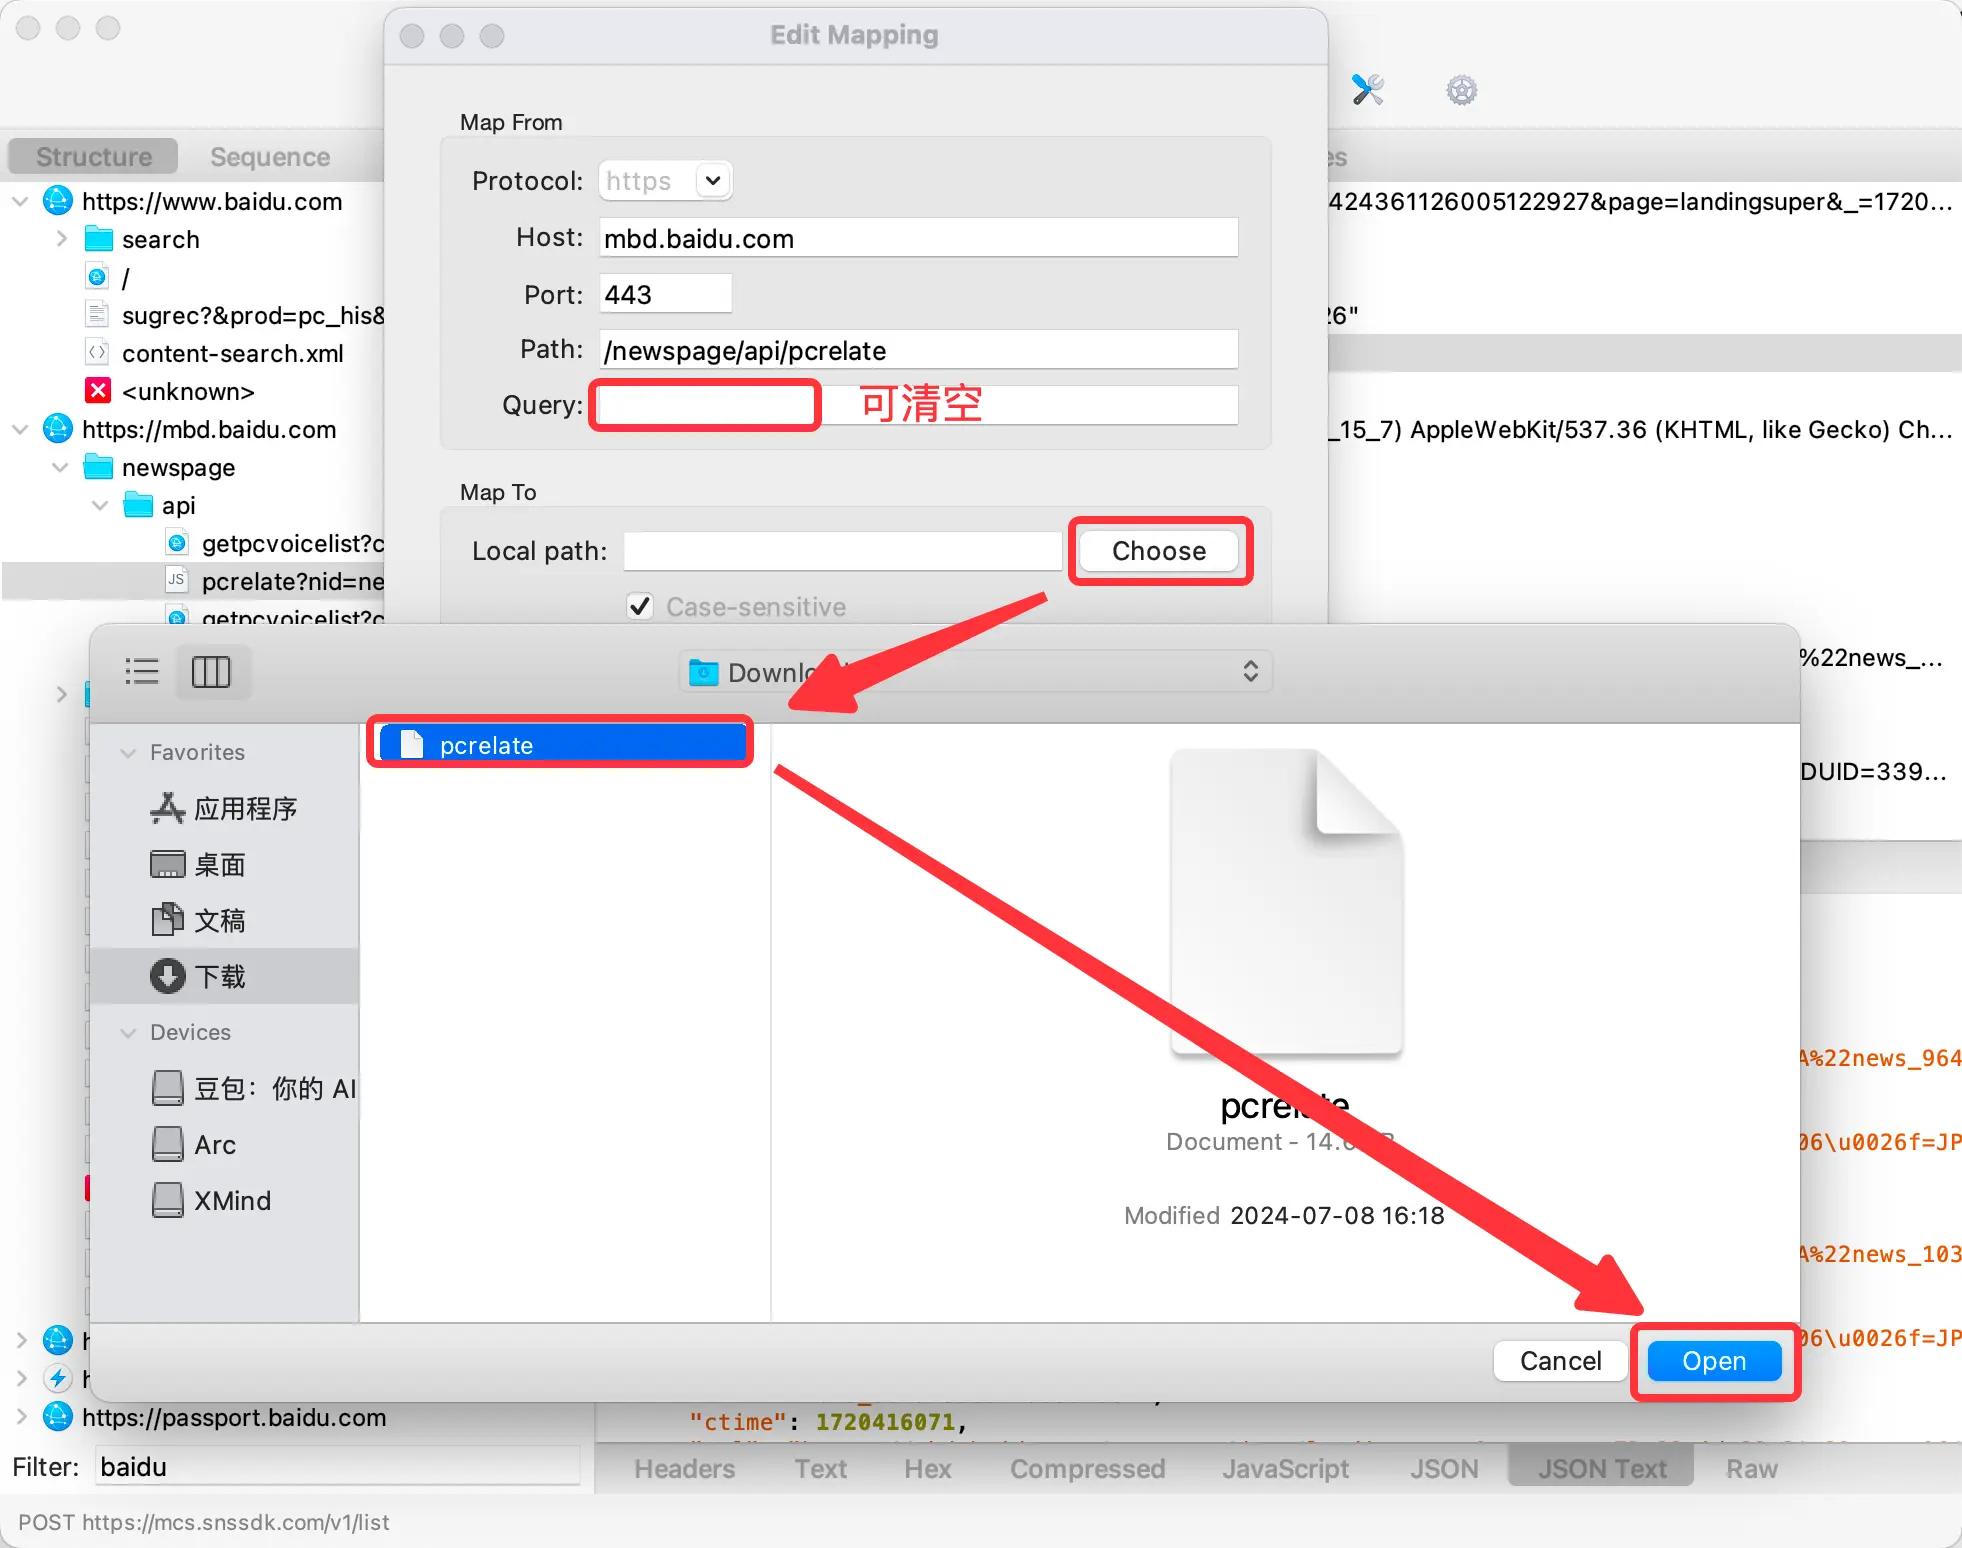 Edit Mapping
Map From
Structure
Sequence
es
Protocol:
https
https://www.baidu.com
424361126005122927&page=landingsuper&_=1720...
search
Host:
mbd.baidu.com
/
Port:
443
sugrec?&prod=pc_his&
26"
content-search.xml
Path:
/newspage/api/pcrelate
<unknown>
Query:
可清空
https://mbd.baidu.com
_15_7) AppleWebKit/537.36 (KHTML, like Gecko) Ch...
newspage
Map To
api
getpcvoicelist?c
Local path:
Choose
pcrelate?nid=ne
Case-sensitive
getpcvoicelist?c
%22news_...
Favorites
pcrelate
DUID=339...
应用程序
桌面
文稿
下载
Devices
A%22news_964
豆包：你的 AI
pcrelate
Document - 14.
06\u0026f=JP
Arc
XMind
Modified 2024-07-08 16:18
A%22news_103
06\u0026f=JP
Cancel
Open
https://passport.baidu.com
"ctime": 1720416071,
Filter:
baidu
Headers
Text
Hex
Compressed
JavaScript
JSON
JSON Text
Raw
POST https://mcs.snssdk.com/v1/list